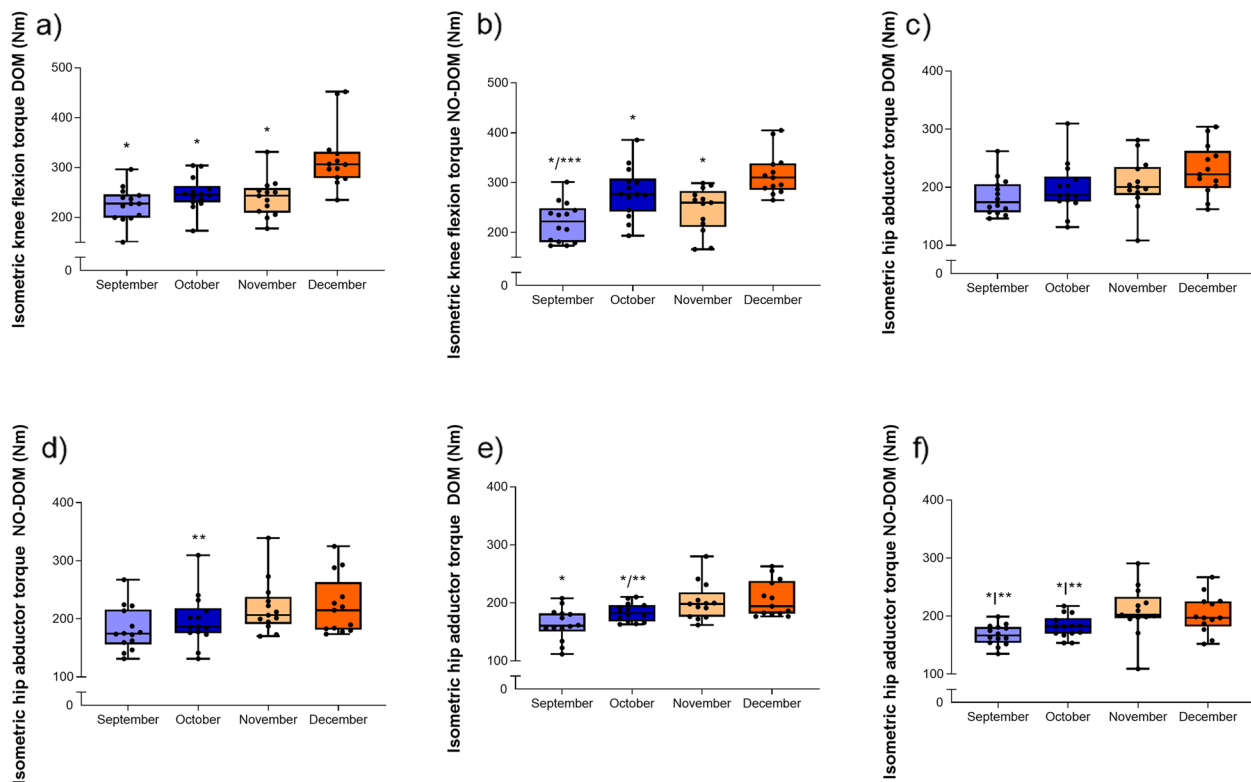 a)
Isometric knee flexion torque DOM (Nm)
500
400
300
200
0
*
*
*
September
October
November
December
b)
Isometric knee flexion torque NO-DOM (Nm)
500
400
300
200
0
*/***
*
*
September
October
November
December
c)
Isometric hip abductor torque DOM (Nm)
400
300
200
100
0
September
October
November
December
d)
Isometric hip abductor torque NO-DOM (Nm)
400
300
200
100
0
**
September
October
November
December
e)
Isometric hip adductor torque DOM (Nm)
400
300
200
100
0
*
*/**
September
October
November
December
f)
Isometric hip adductor torque NO-DOM (Nm)
400
300
200
100
0
*|**
*|**
September
October
November
December